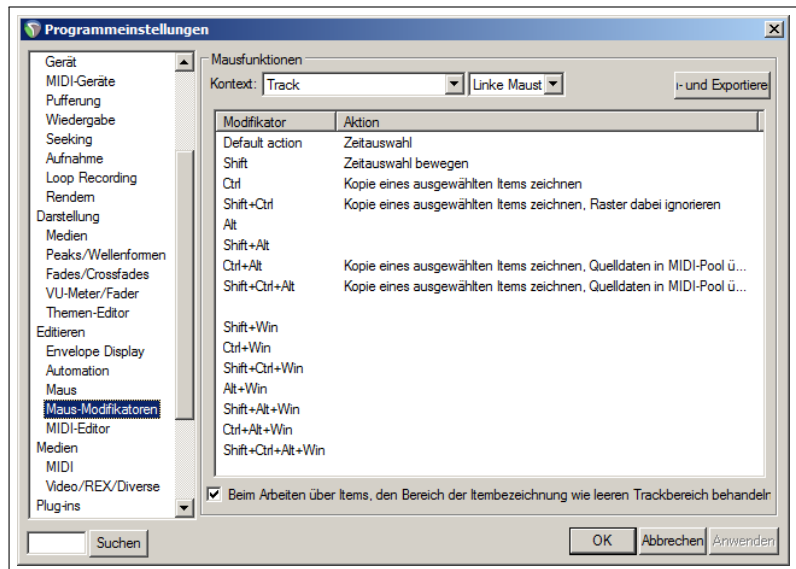 Programmeinstellungen
Gerät
MIDI-Geräte
Pufferung
Wiedergabe
Seeking
Aufnahme
Loop Recording
Rendern
Darstellung
Medien
Peaks/Wellenformen
Fades/Crossfades
VU-Meter/Fader
Themen-Editor
Editieren
Envelope Display
Automation
Maus
Maus-Modifikatoren
MIDI-Editor
Medien
MIDI
Video/REX/Diverse
Plug-ins
Suchen
Mausfunktionen
Kontext: Track Linke Maust ı- und Exportiere
Modifikator Aktion
Default action Zeitauswahl
Shift Zeitauswahl bewegen
Ctrl Kopie eines ausgewählten Items zeichnen
Shift+Ctrl Kopie eines ausgewählten Items zeichnen, Raster dabei ignorieren
Alt
Shift+Alt
Ctrl+Alt Kopie eines ausgewählten Items zeichnen, Quelldaten in MIDI-Pool ü...
Shift+Ctrl+Alt Kopie eines ausgewählten Items zeichnen, Quelldaten in MIDI-Pool ü...
Shift+Win
Ctrl+Win
Shift+Ctrl+Win
Alt+Win
Shift+Alt+Win
Ctrl+Alt+Win
Shift+Ctrl+Alt+Win
Beim Arbeiten über Items, den Bereich der Itembezeichnung wie leeren Trackbereich behandeln
OK Abbrechen Anwenden